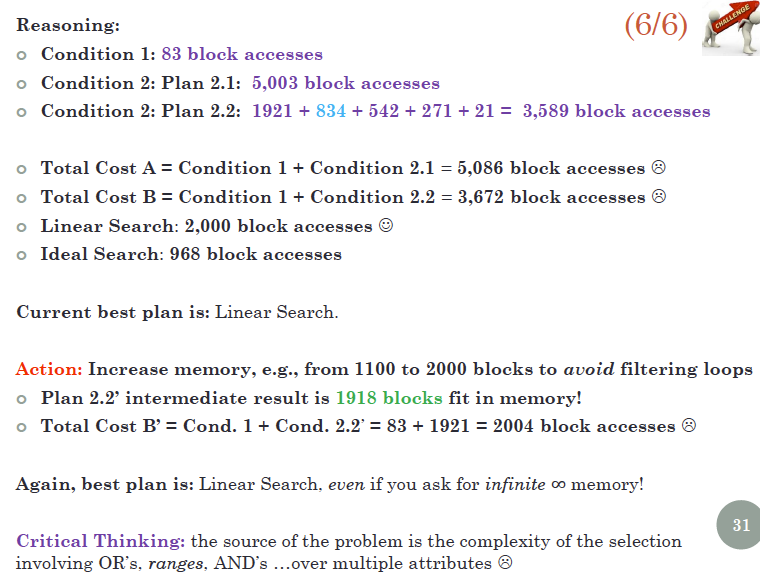 Reasoning:
(6/6)
CHALLENGE
Condition 1: 83 block accesses
Condition 2: Plan 2.1: 5,003 block accesses
Condition 2: Plan 2.2: 1921 + 834 + 542 + 271 + 21 = 3,589 block accesses
Total Cost A = Condition 1 + Condition 2.1 = 5,086 block accesses ☹
Total Cost B = Condition 1 + Condition 2.2 = 3,672 block accesses ☹
Linear Search: 2,000 block accesses ☺
Ideal Search: 968 block accesses
Current best plan is: Linear Search.
Action: Increase memory, e.g., from 1100 to 2000 blocks to avoid filtering loops
Plan 2.2’ intermediate result is 1918 blocks fit in memory!
Total Cost B’ = Cond. 1 + Cond. 2.2’ = 83 + 1921 = 2004 block accesses ☹
Again, best plan is: Linear Search, even if you ask for infinite ∞ memory!
31
Critical Thinking: the source of the problem is the complexity of the selection
involving OR’s, ranges, AND’s …over multiple attributes ☹